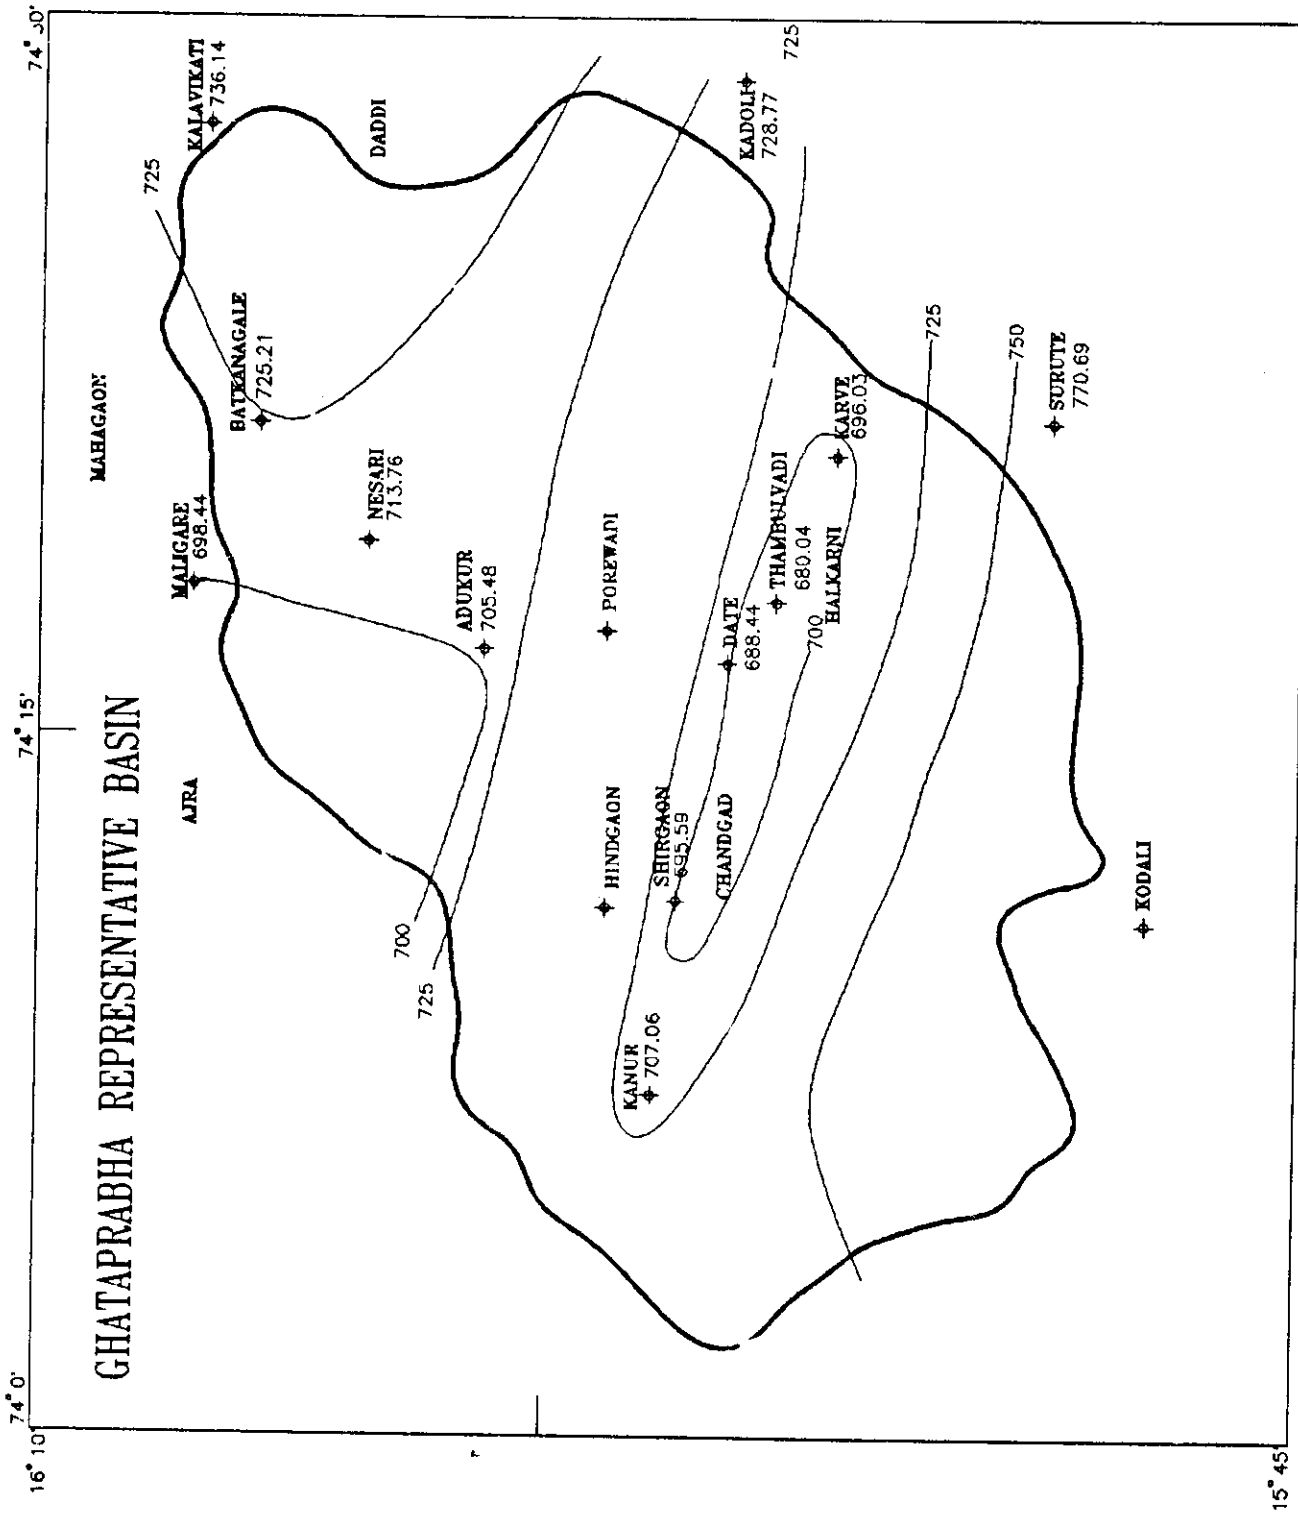 GHATAPRABHA REPRESENTATIVE BASIN
74° 0'
74° 15'
74° 30'
16° 10'
15° 45'
MAHAGAON
AJRA
MALIGARE
698.44
KALAVIKATI
736.14
725
BATKANAGALE
725.21
DADDI
NESARI
713.76
ADUKUR
705.48
700
725
POREWADI
HINDGAON
SHIRGAON
695.59
KANUR
707.06
CHANDGAD
DATE
688.44
THAMBULVADI
680.04
HALKARNI
700
KARVE
696.03
KADOLI
728.77
725
725
750
SURUTE
770.69
KODALI